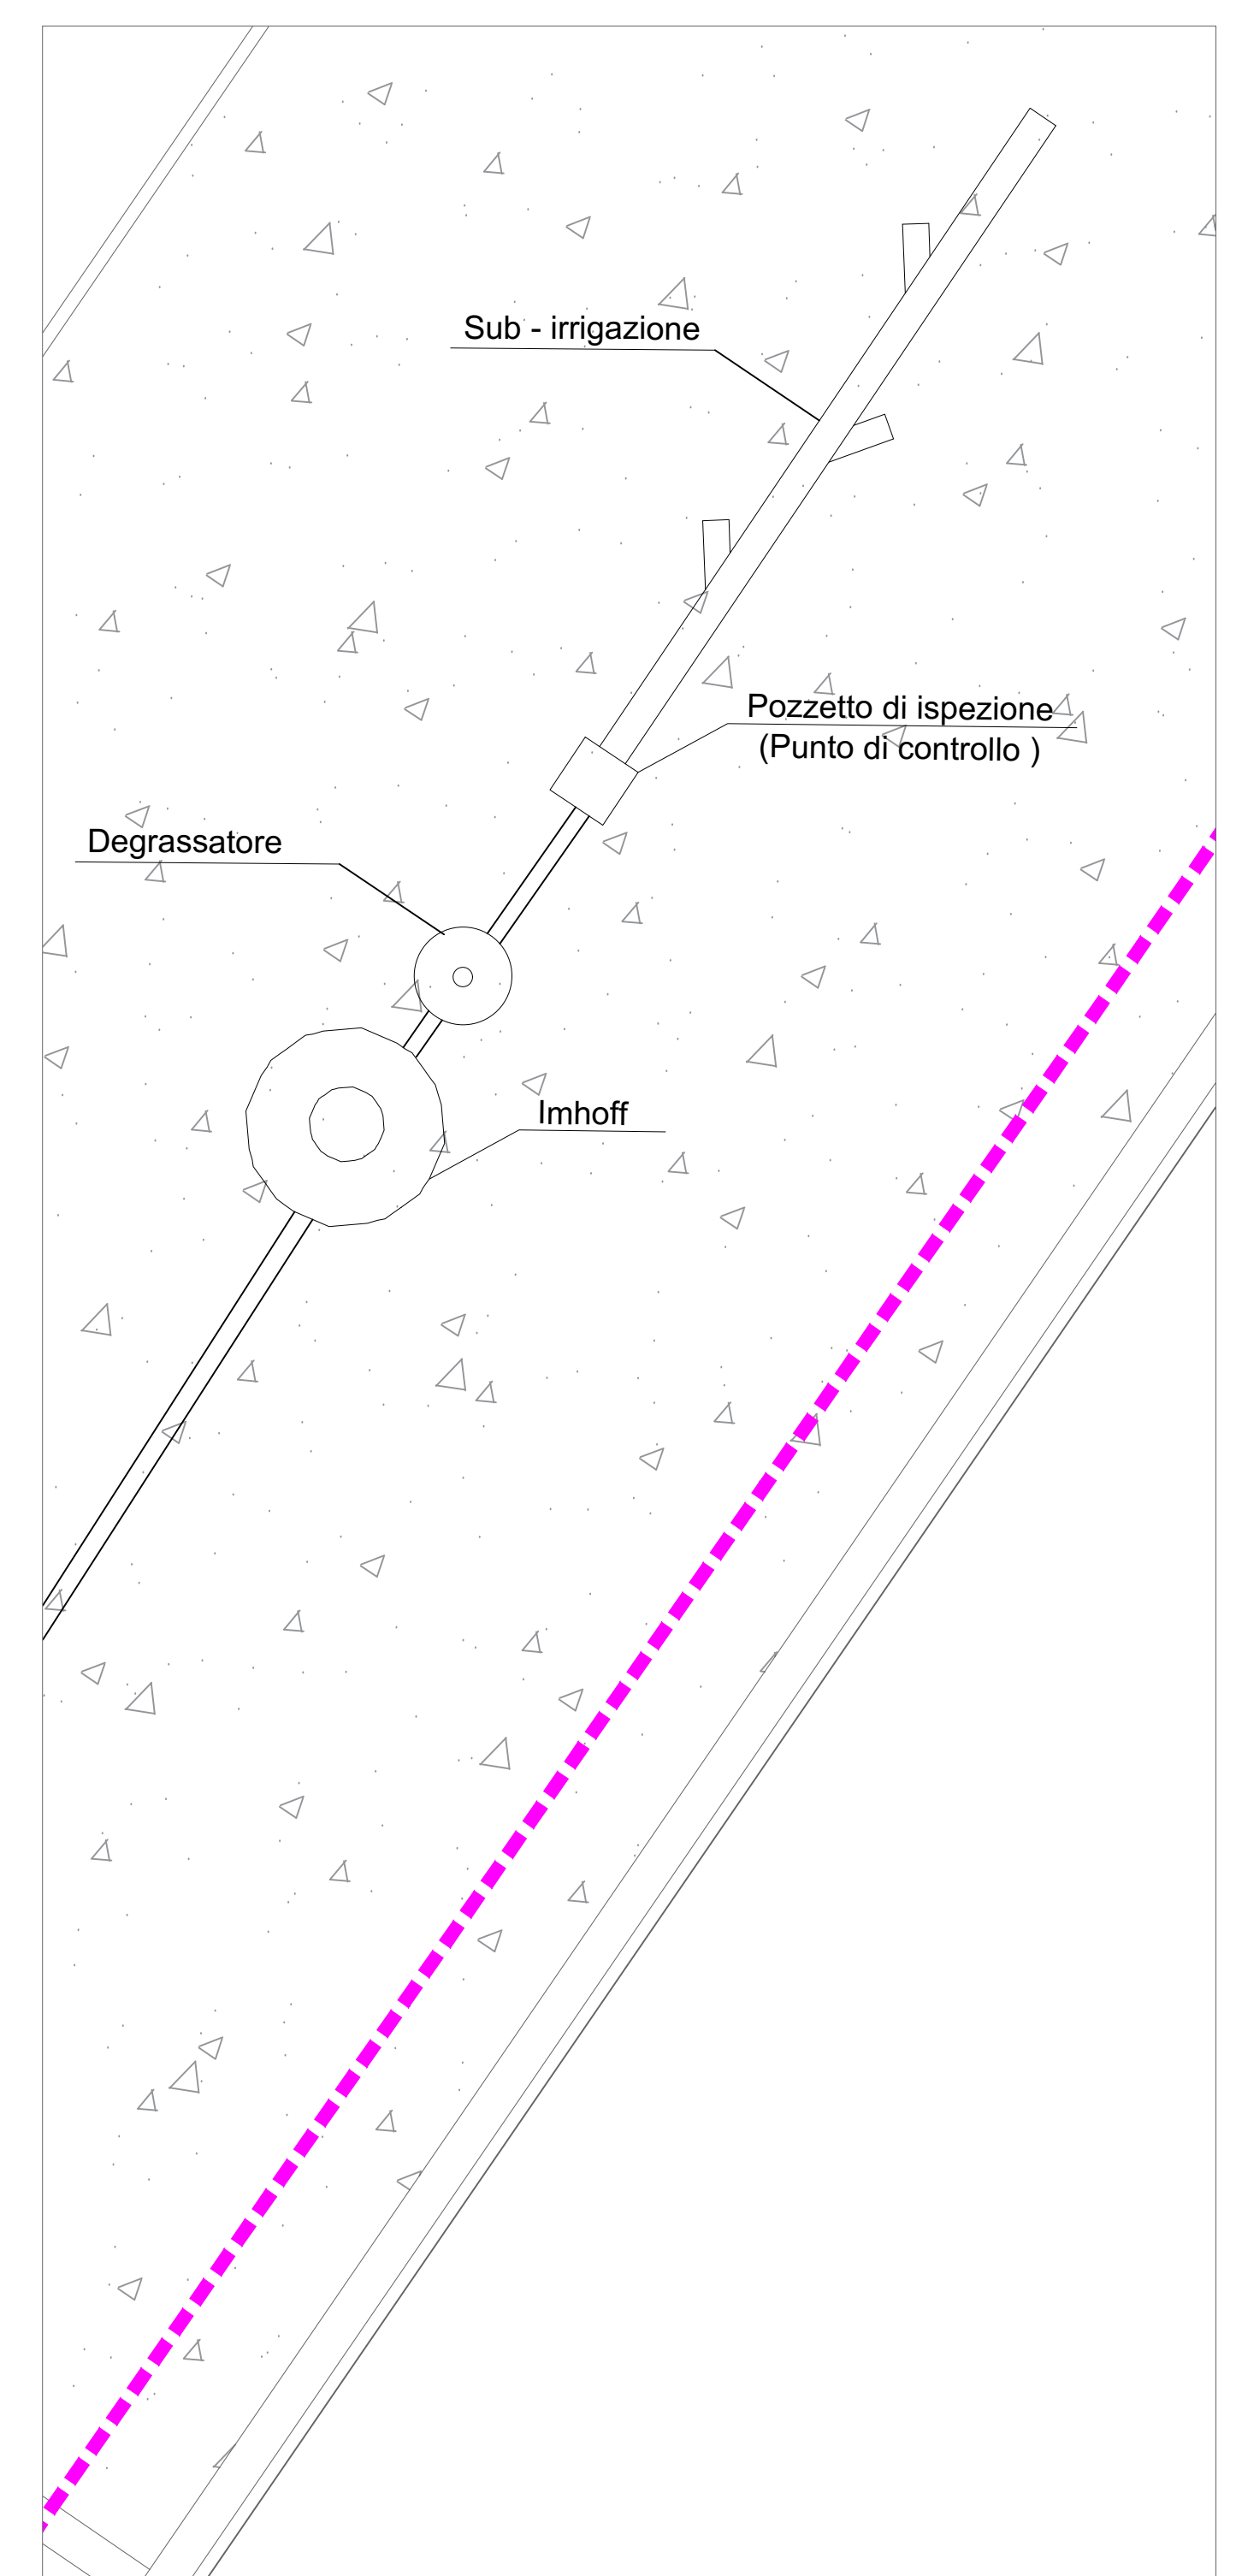 Sub - irrigazione
Pozzetto di ispezione
(Punto di controllo )
Degrassatore
Imhoff